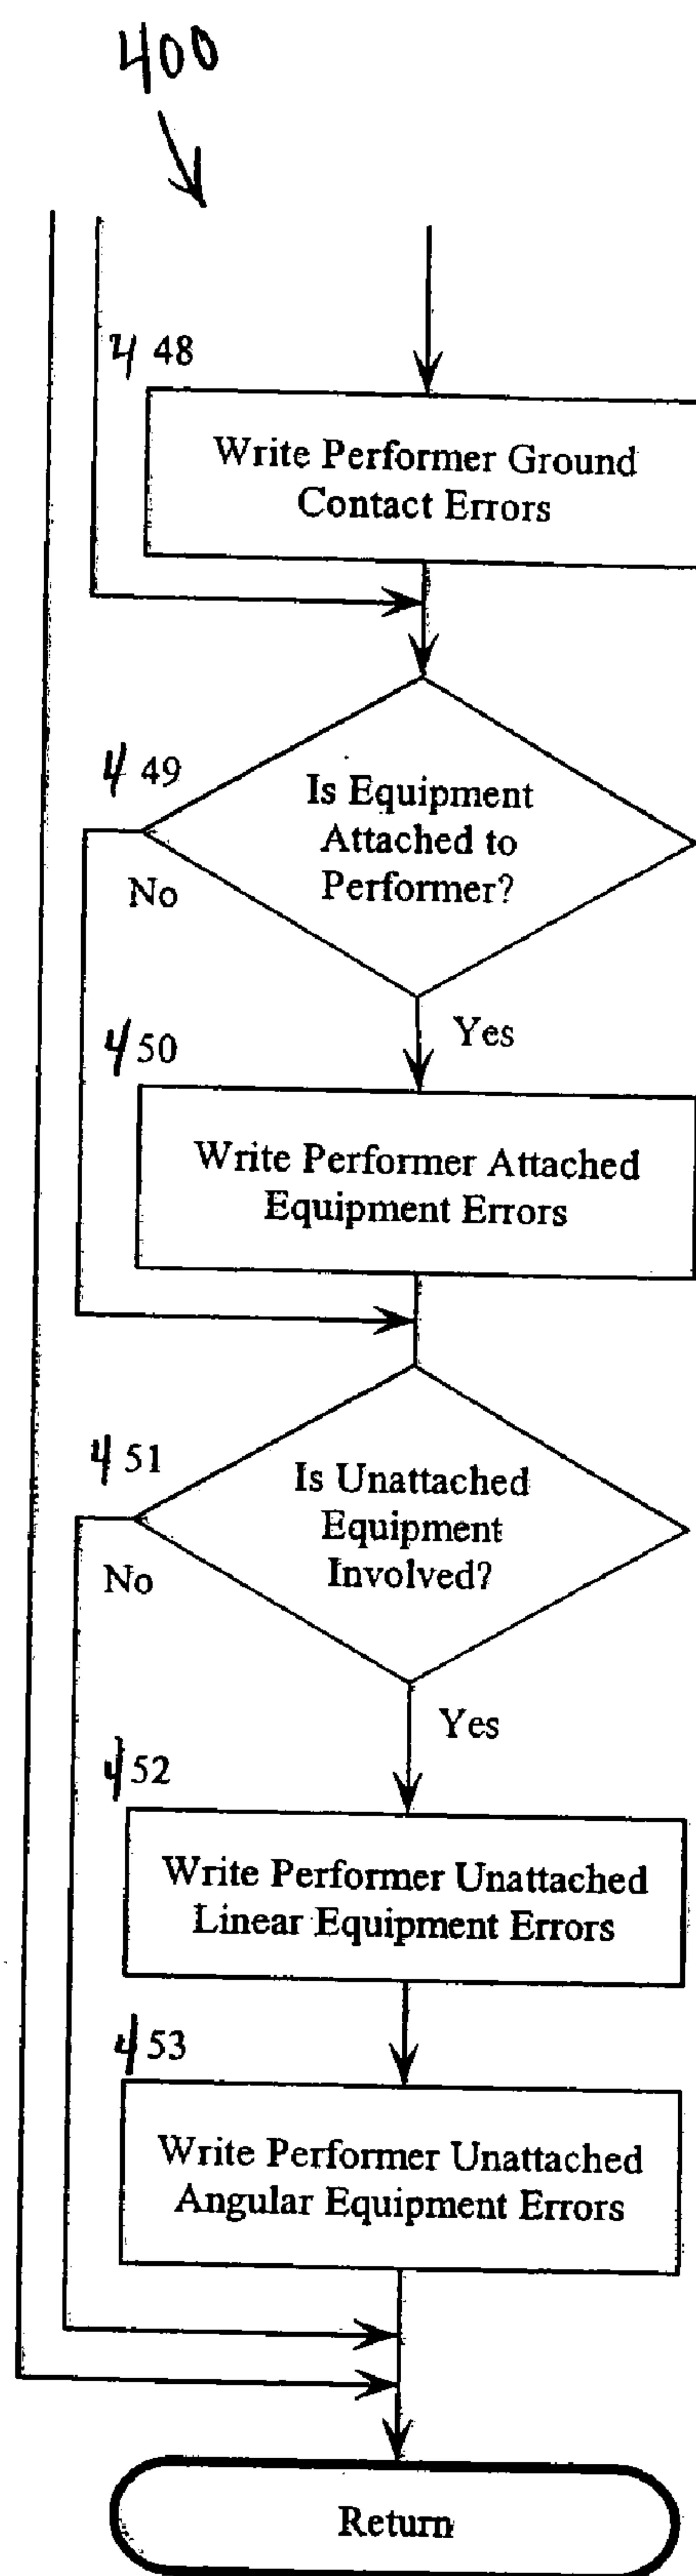 400
448
Write Performer Ground
Contact Errors
449
Is Equipment
Attached to
Performer?
No
Yes
450
Write Performer Attached
Equipment Errors
451
Is Unattached
Equipment
Involved?
No
Yes
452
Write Performer Unattached
Linear Equipment Errors
453
Write Performer Unattached
Angular Equipment Errors
Return